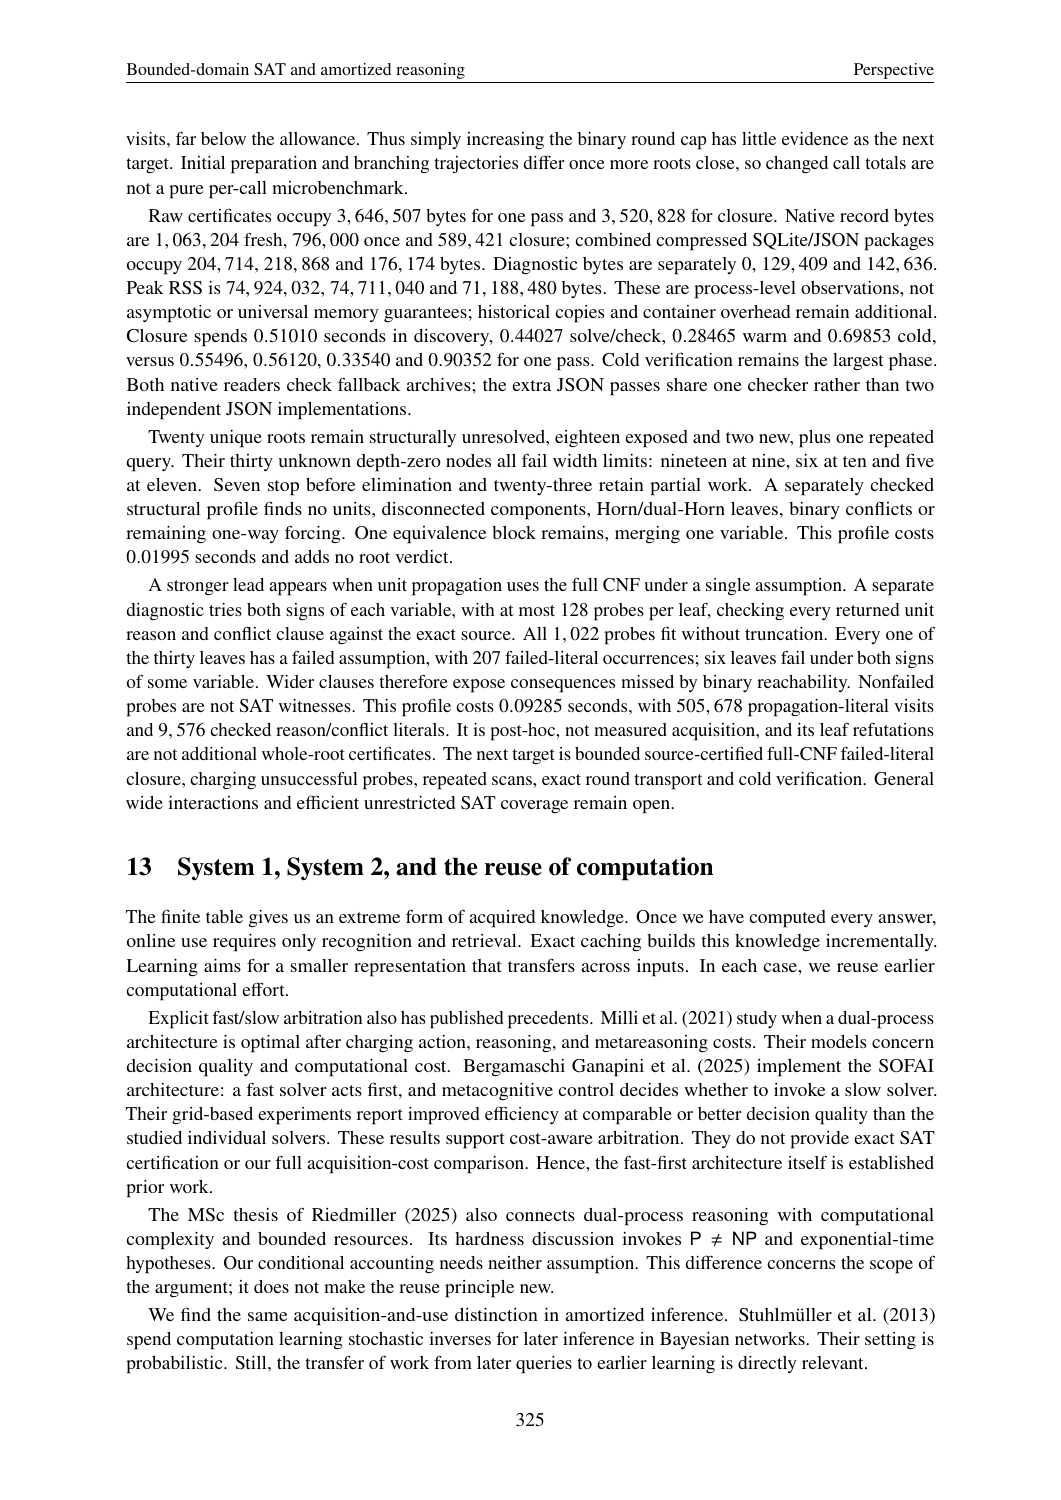 Bounded-domain SAT and amortized reasoning Perspective
visits, far below the allowance. Thus simply increasing the binary round cap has little evidence as the next
target. Initial preparation and branching trajectories differ once more roots close, so changed call totals are
not a pure per-call microbenchmark.
Raw certificates occupy 3, 646, 507 bytes for one pass and 3, 520, 828 for closure. Native record bytes
are 1, 063, 204 fresh, 796, 000 once and 589, 421 closure; combined compressed SQLite/JSON packages
occupy 204, 714, 218, 868 and 176, 174 bytes. Diagnostic bytes are separately 0, 129, 409 and 142, 636.
Peak RSS is 74, 924, 032, 74, 711, 040 and 71, 188, 480 bytes. These are process-level observations, not
asymptotic or universal memory guarantees; historical copies and container overhead remain additional.
Closure spends 0.51010 seconds in discovery, 0.44027 solve/check, 0.28465 warm and 0.69853 cold,
versus 0.55496, 0.56120, 0.33540 and 0.90352 for one pass. Cold verification remains the largest phase.
Both native readers check fallback archives; the extra JSON passes share one checker rather than two
independent JSON implementations.
Twenty unique roots remain structurally unresolved, eighteen exposed and two new, plus one repeated
query. Their thirty unknown depth-zero nodes all fail width limits: nineteen at nine, six at ten and five
at eleven. Seven stop before elimination and twenty-three retain partial work. A separately checked
structural profile finds no units, disconnected components, Horn/dual-Horn leaves, binary conflicts or
remaining one-way forcing. One equivalence block remains, merging one variable. This profile costs
0.01995 seconds and adds no root verdict.
A stronger lead appears when unit propagation uses the full CNF under a single assumption. A separate
diagnostic tries both signs of each variable, with at most 128 probes per leaf, checking every returned unit
reason and conflict clause against the exact source. All 1, 022 probes fit without truncation. Every one of
the thirty leaves has a failed assumption, with 207 failed-literal occurrences; six leaves fail under both signs
of some variable. Wider clauses therefore expose consequences missed by binary reachability. Nonfailed
probes are not SAT witnesses. This profile costs 0.09285 seconds, with 505, 678 propagation-literal visits
and 9, 576 checked reason/conflict literals. It is post-hoc, not measured acquisition, and its leaf refutations
are not additional whole-root certificates. The next target is bounded source-certified full-CNF failed-literal
closure, charging unsuccessful probes, repeated scans, exact round transport and cold verification. General
wide interactions and efficient unrestricted SAT coverage remain open.
13 System 1, System 2, and the reuse of computation
The finite table gives us an extreme form of acquired knowledge. Once we have computed every answer,
online use requires only recognition and retrieval. Exact caching builds this knowledge incrementally.
Learning aims for a smaller representation that transfers across inputs. In each case, we reuse earlier
computational effort.
Explicit fast/slow arbitration also has published precedents. Milli et al. (2021) study when a dual-process
architecture is optimal after charging action, reasoning, and metareasoning costs. Their models concern
decision quality and computational cost. Bergamaschi Ganapini et al. (2025) implement the SOFAI
architecture: a fast solver acts first, and metacognitive control decides whether to invoke a slow solver.
Their grid-based experiments report improved efficiency at comparable or better decision quality than the
studied individual solvers. These results support cost-aware arbitration. They do not provide exact SAT
certification or our full acquisition-cost comparison. Hence, the fast-first architecture itself is established
prior work.
The MSc thesis of Riedmiller (2025) also connects dual-process reasoning with computational
complexity and bounded resources. Its hardness discussion invokes P ≠ NP and exponential-time
hypotheses. Our conditional accounting needs neither assumption. This difference concerns the scope of
the argument; it does not make the reuse principle new.
We find the same acquisition-and-use distinction in amortized inference. Stuhlmüller et al. (2013)
spend computation learning stochastic inverses for later inference in Bayesian networks. Their setting is
probabilistic. Still, the transfer of work from later queries to earlier learning is directly relevant.
325